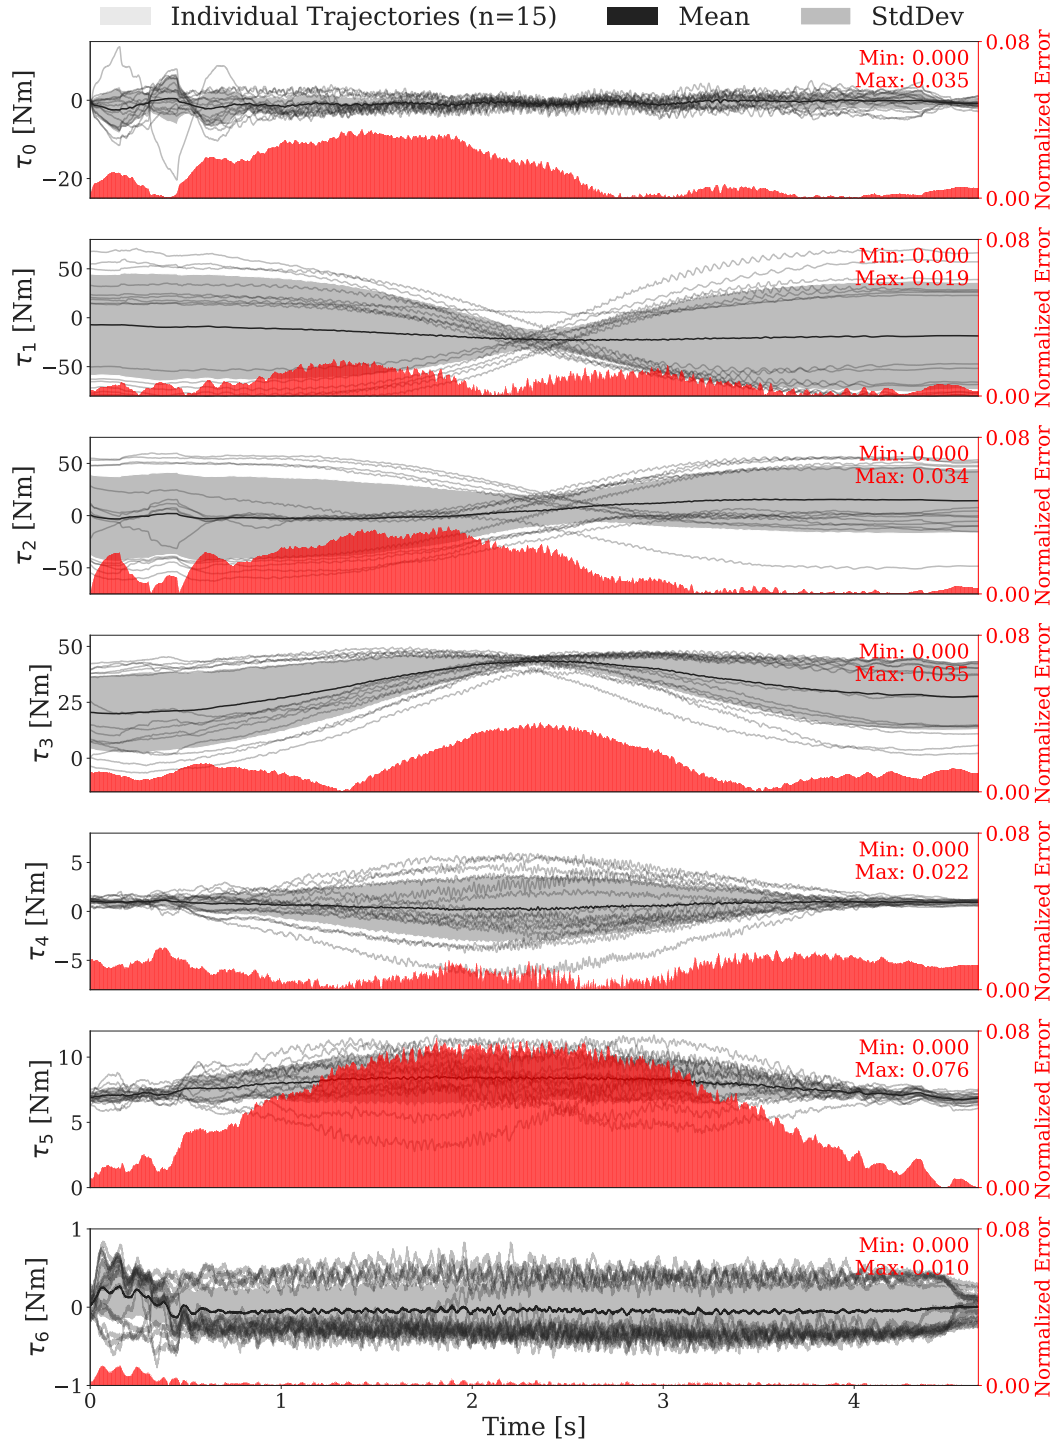 Individual Trajectories (n=15) Mean StdDev
τ0 [Nm]
0
−20
Min: 0.000
Max: 0.035
0.08
0.00
Normalized Error
τ1 [Nm]
50
0
−50
Min: 0.000
Max: 0.019
0.08
0.00
Normalized Error
τ2 [Nm]
50
0
−50
Min: 0.000
Max: 0.034
0.08
0.00
Normalized Error
τ3 [Nm]
50
25
0
Min: 0.000
Max: 0.035
0.08
0.00
Normalized Error
τ4 [Nm]
5
0
−5
Min: 0.000
Max: 0.022
0.08
0.00
Normalized Error
τ5 [Nm]
10
5
0
Min: 0.000
Max: 0.076
0.08
0.00
Normalized Error
τ6 [Nm]
1
0
−1
Min: 0.000
Max: 0.010
0.08
0.00
Normalized Error
0 1 2 3 4
Time [s]